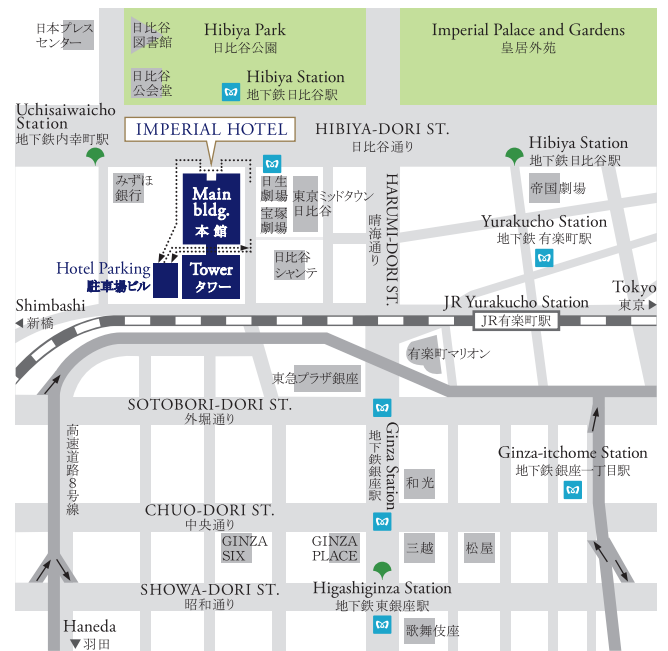 日本プレス
センター
日比谷
図書館
Hibiya Park
日比谷公園
Imperial Palace and Gardens
皇居外苑
日比谷
公会堂
Hibiya Station
地下鉄日比谷駅
Uchisaiwaicho
Station
地下鉄内幸町駅
IMPERIAL HOTEL
HIBIYA-DORI ST.
日比谷通り
Hibiya Station
地下鉄日比谷駅
みずほ
銀行
Main
bldg.
本館
日生
劇場
宝塚
劇場
東京ミッドタウン
日比谷
HARUMI-DORI ST.
晴海通り
帝国劇場
Yurakucho Station
地下鉄 有楽町駅
Hotel Parking
駐車場ビル
Tower
タワー
日比谷
シャンテ
Tokyo
東京
Shimbashi
新橋
JR Yurakucho Station
JR有楽町駅
有楽町マリオン
東急プラザ銀座
SOTOBORI-DORI ST.
外堀通り
高速道路8号線
Ginza Station
地下鉄銀座駅
Ginza-itchome Station
地下鉄 銀座一丁目駅
和光
CHUO-DORI ST.
中央通り
GINZA
SIX
GINZA
PLACE
三越
松屋
SHOWA-DORI ST.
昭和通り
Higashiginza Station
地下鉄 東銀座駅
Haneda
▼羽田
歌舞伎座